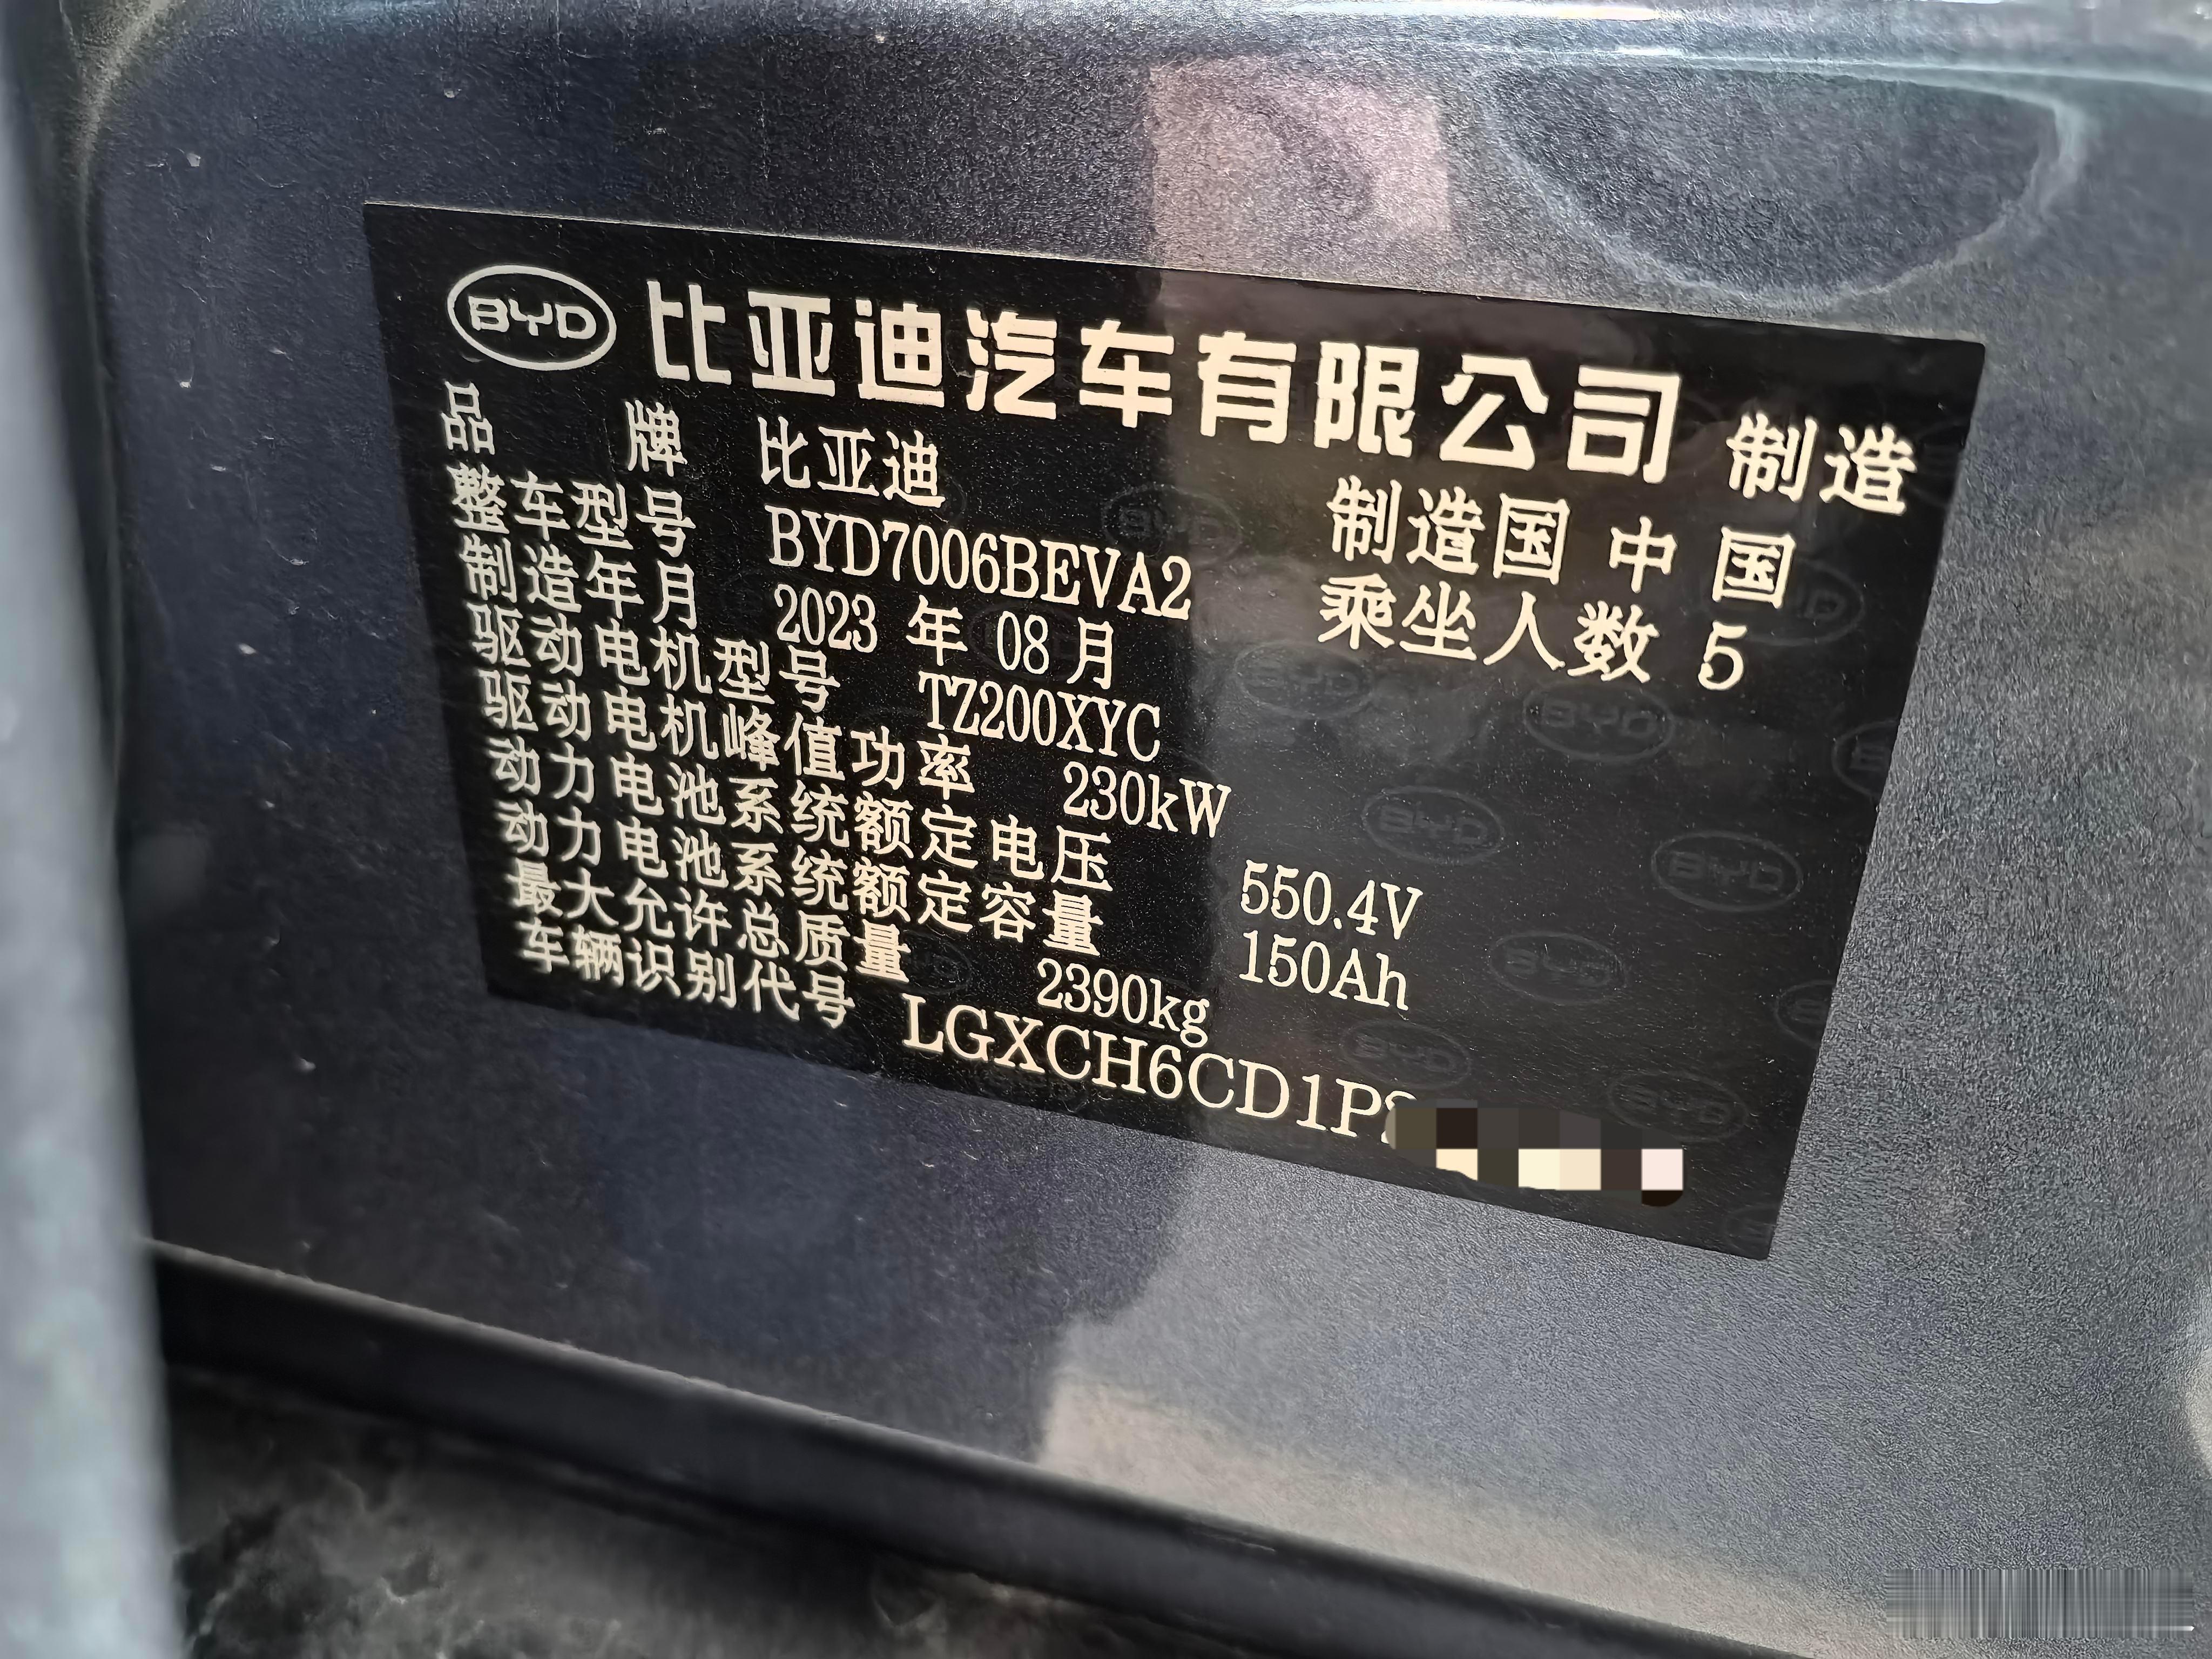 BYD 比亚迪汽车有限公司 制造
品牌 比亚迪 制造国 中国
整车型号 BYD7006BEVA2 乘坐人数 5
制造年月 2023 年 08 月
驱动电机型号 TZ200XYC
驱动电机峰值功率 230kW
动力电池系统额定电压 550.4V
动力电池系统额定容量 150Ah
最大允许总质量 2390kg
车辆识别代号 LGXCH6CD1P